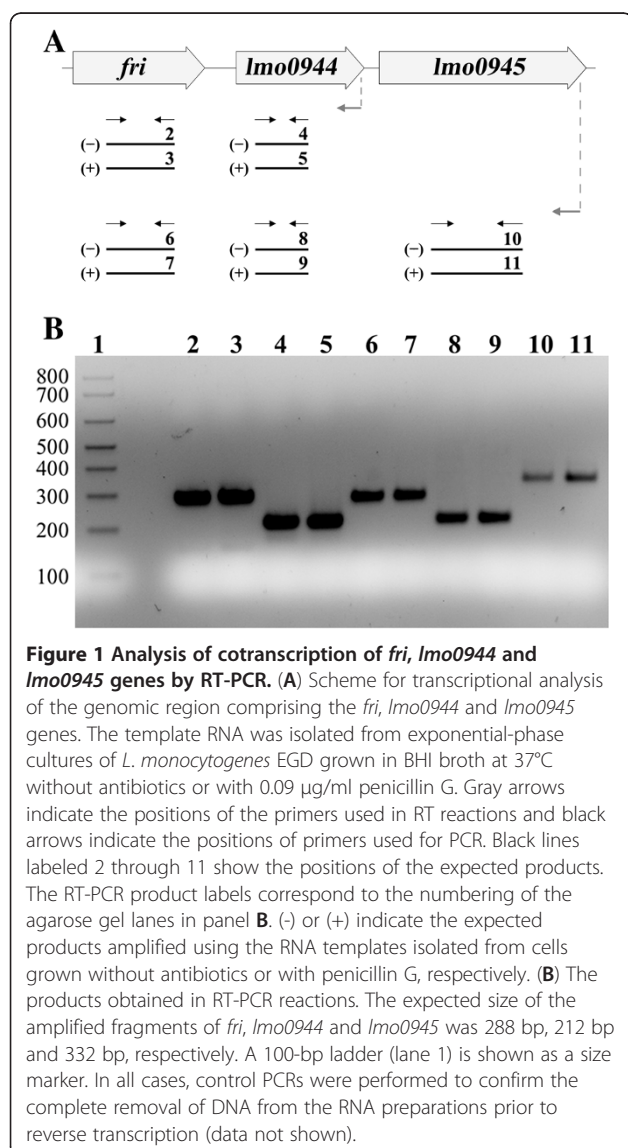 A
fri lmo0944 lmo0945
2 4
(-) (-)
3 5
(+) (+)
6 8 10
(-) (-) (-)
7 9 11
(+) (+) (+)
B
1 2 3 4 5 6 7 8 9 10 11
800
700
600
500
400
300
200
100
Figure 1 Analysis of cotranscription of fri, lmo0944 and
lmo0945 genes by RT-PCR. (A) Scheme for transcriptional analysis
of the genomic region comprising the fri, lmo0944 and lmo0945
genes. The template RNA was isolated from exponential-phase
cultures of L. monocytogenes EGD grown in BHI broth at 37°C
without antibiotics or with 0.09 μg/ml penicillin G. Gray arrows
indicate the positions of the primers used in RT reactions and black
arrows indicate the positions of primers used for PCR. Black lines
labeled 2 through 11 show the positions of the expected products.
The RT-PCR product labels correspond to the numbering of the
agarose gel lanes in panel B. (-) or (+) indicate the expected
products amplified using the RNA templates isolated from cells
grown without antibiotics or with penicillin G, respectively. (B) The
products obtained in RT-PCR reactions. The expected size of the
amplified fragments of fri, lmo0944 and lmo0945 was 288 bp, 212 bp
and 332 bp, respectively. A 100-bp ladder (lane 1) is shown as a size
marker. In all cases, control PCRs were performed to confirm the
complete removal of DNA from the RNA preparations prior to
reverse transcription (data not shown).